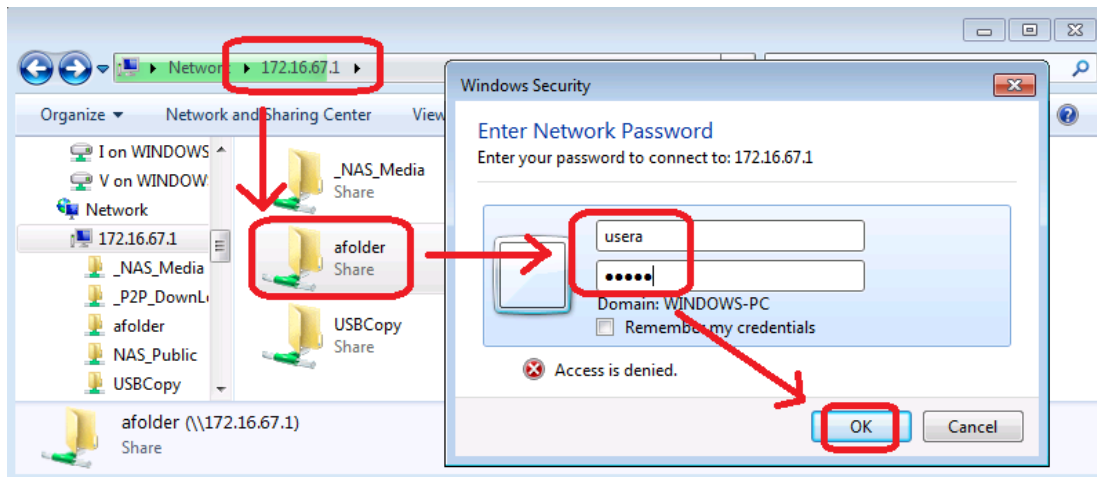 Network 172.16.67.1
Organize Network and Sharing Center View
I on WINDOWS
V on WINDOW
Network
172.16.67.1
_NAS_Media
_P2P_DownL
afolder
NAS_Public
USBCopy
_NAS_Media
Share
afolder
Share
USBCopy
Share
afolder (\\172.16.67.1)
Share
Windows Security
Enter Network Password
Enter your password to connect to: 172.16.67.1
usera
●●●●●
Domain: WINDOWS-PC
Remember my credentials
Access is denied.
OK
Cancel